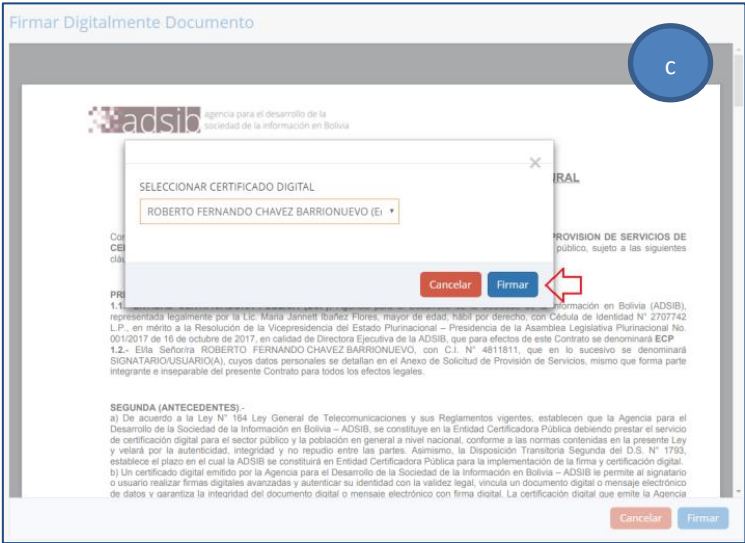 Firmar Digitalmente Documento
c
adsib agencia para el desarrollo de la
sociedad de la información en Bolivia
×
RAL
SELECCIONAR CERTIFICADO DIGITAL
ROBERTO FERNANDO CHAVEZ BARRIONUEVO (E
Co PROVISION DE SERVICIOS DE
CE público, sujeto a las siguientes
clá
Cancelar Firmar
PR
1.1. información en Bolivia (ADSIB),
representada legalmente por la Lic. Maria Jannett Ibañez Flores, mayor de edad, hábil por derecho, con Cédula de Identidad N° 2707742
L.P., en mérito a la Resolución de la Vicepresidencia del Estado Plurinacional – Presidencia de la Asamblea Legislativa Plurinacional No.
001/2017 de 16 de octubre de 2017, en calidad de Directora Ejecutiva de la ADSIB, que para efectos de este Contrato se denominará ECP
1.2.- El/la Señor/ra ROBERTO FERNANDO CHAVEZ BARRIONUEVO, con C.I. N° 4811811, que en lo sucesivo se denominará
SIGNATARIO/USUARIO(A), cuyos datos personales se detallan en el Anexo de Solicitud de Provisión de Servicios, mismo que forma parte
integrante e inseparable del presente Contrato para todos los efectos legales.
SEGUNDA (ANTECEDENTES).-
a) De acuerdo a la Ley N° 164 Ley General de Telecomunicaciones y sus Reglamentos vigentes, establecen que la Agencia para el
Desarrollo de la Sociedad de la Información en Bolivia – ADSIB, se constituye en la Entidad Certificadora Pública debiendo prestar el servicio
de certificación digital para el sector público y la población en general a nivel nacional, conforme a las normas contenidas en la presente Ley
y velará por la autenticidad, integridad y no repudio entre las partes. Asimismo, la Disposición Transitoria Segunda del D.S. N° 1793,
establece el plazo en el cual la ADSIB se constituirá en Entidad Certificadora Pública para la implementación de la firma y certificación digital.
b) Un certificado digital emitido por la Agencia para el Desarrollo de la Sociedad de la Información en Bolivia – ADSIB le permite al signatario
o usuario realizar firmas digitales avanzadas y autenticar su identidad con la validez legal, vincula un documento digital o mensaje electrónico
de datos y garantiza la integridad del documento digital o mensaje electrónico con firma digital. La certificación digital que emite la Agencia
Cancelar Firmar